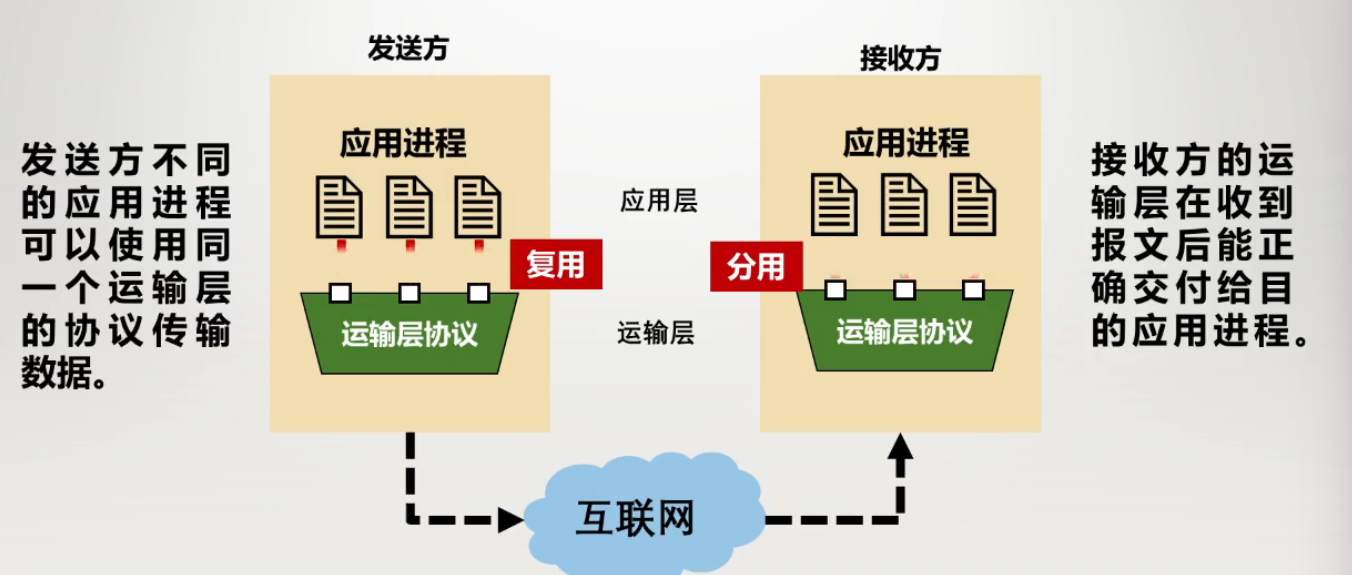 发送方
接收方
发送方不同
的应用进程
可以使用同
一个运输层
的协议传输
数据。
应用进程
应用进程
应用层
复用
分用
运输层协议
运输层
运输层协议
接收方的运
输层在收到
报文后能正
确交付给目
的应用进程。
互联网